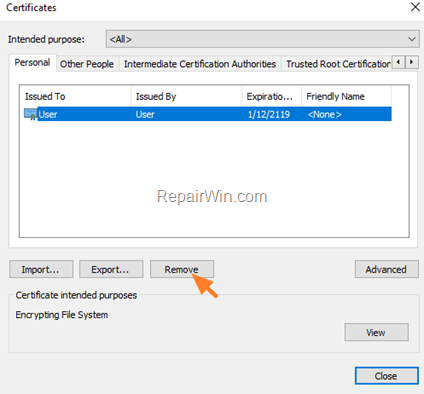 Certificates
Intended purpose: <All>
Personal Other People Intermediate Certification Authorities Trusted Root Certification
Issued To Issued By Expiratio... Friendly Name
User User 1/12/2119 <None>
RepairWin.com
Import... Export... Remove Advanced
Certificate intended purposes
Encrypting File System
View
Close